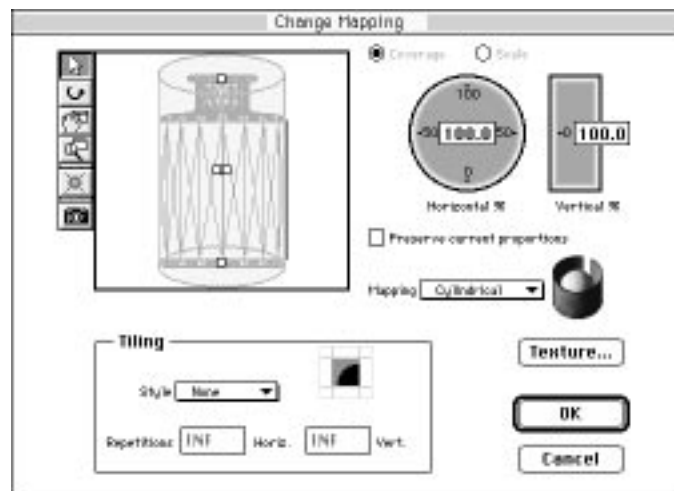 Change Mapping
Coverage Scale
100
-50 100.0 50-
0
-0 100.0
Horizontal % Vertical %
Preserve current proportions
Mapping Cylindrical
Tiling
Style None
Repetitions INF Horiz. INF Vert.
Texture...
OK
Cancel